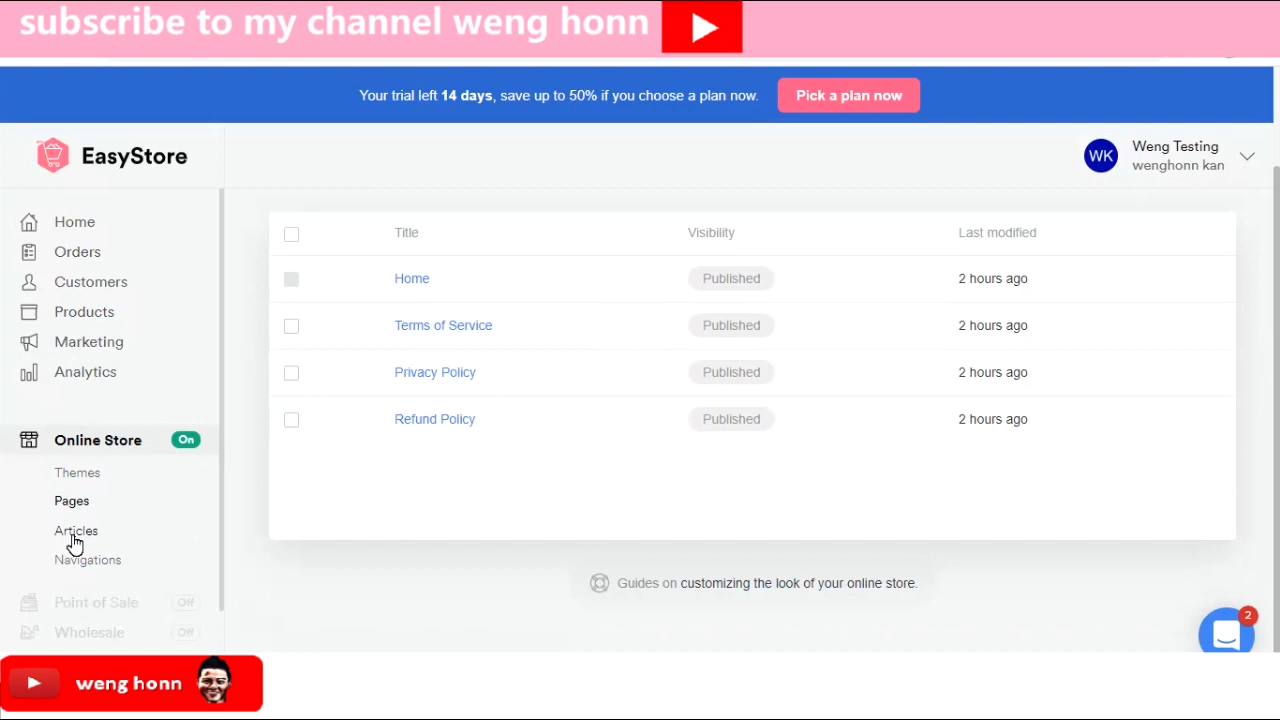 subscribe to my channel weng honn
Your trial left 14 days, save up to 50% if you choose a plan now.
Pick a plan now
EasyStore
WK
Weng Testing
wenghonn kan
Home
Orders
Customers
Products
Marketing
Analytics
Online Store On
Themes
Pages
Articles
Navigations
Point of Sale Off
Wholesale Off
Title Visibility Last modified
Home Published 2 hours ago
Terms of Service Published 2 hours ago
Privacy Policy Published 2 hours ago
Refund Policy Published 2 hours ago
Guides on customizing the look of your online store.
2
weng honn